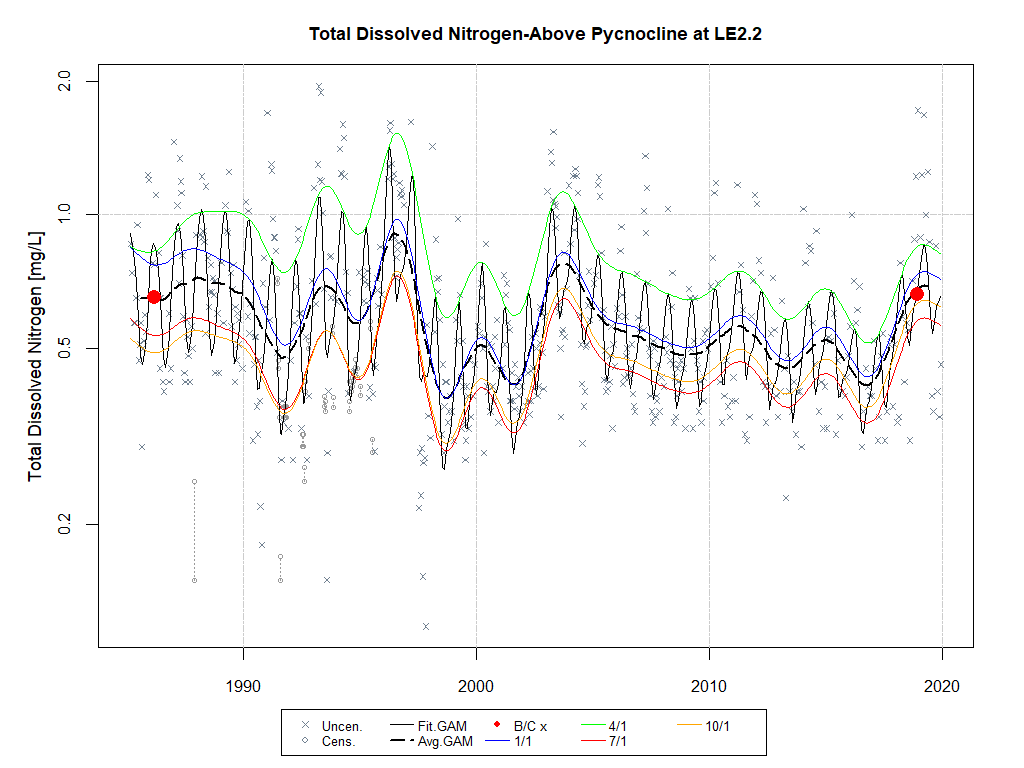 Total Dissolved Nitrogen-Above Pycnocline at LE2.2
Total Dissolved Nitrogen [mg/L]
2.0
1.0
0.5
0.2
1990 2000 2010 2020
Uncen. Fit.GAM B/C x 4/1 10/1
Cens. Avg.GAM 1/1 7/1